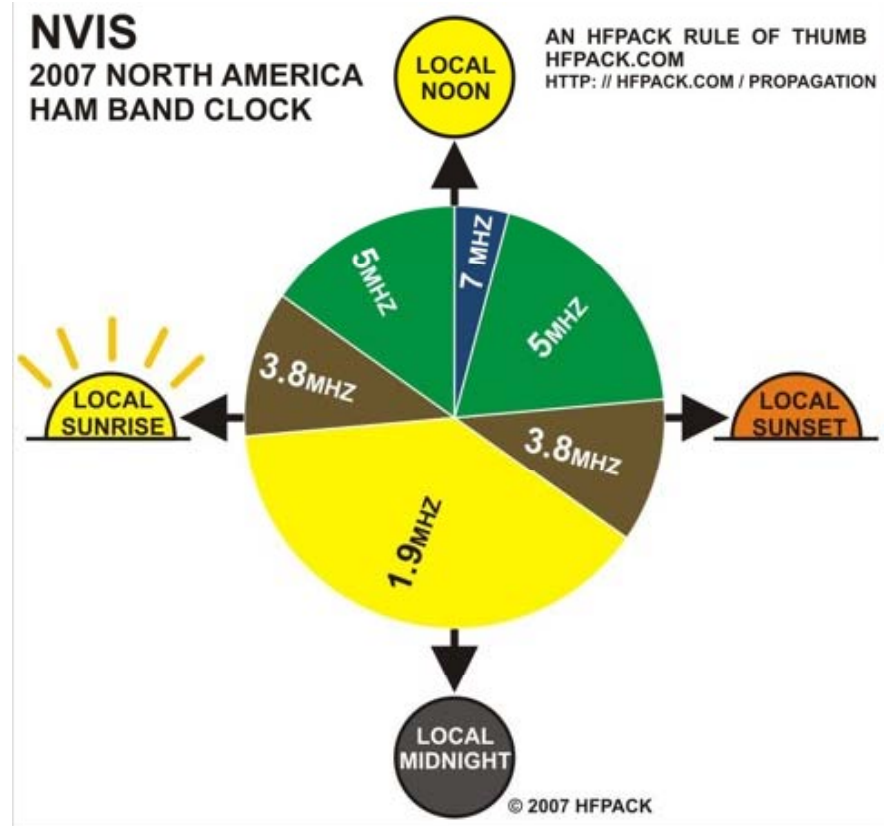 NVIS
2007 NORTH AMERICA
HAM BAND CLOCK
AN HFPACK RULE OF THUMB
HFPACK.COM
HTTP: // HFPACK.COM / PROPAGATION
LOCAL
NOON
7 MHZ
5MHZ
5MHZ
3.8MHZ
3.8MHZ
LOCAL
SUNRISE
LOCAL
SUNSET
1.9MHZ
LOCAL
MIDNIGHT
© 2007 HFPACK